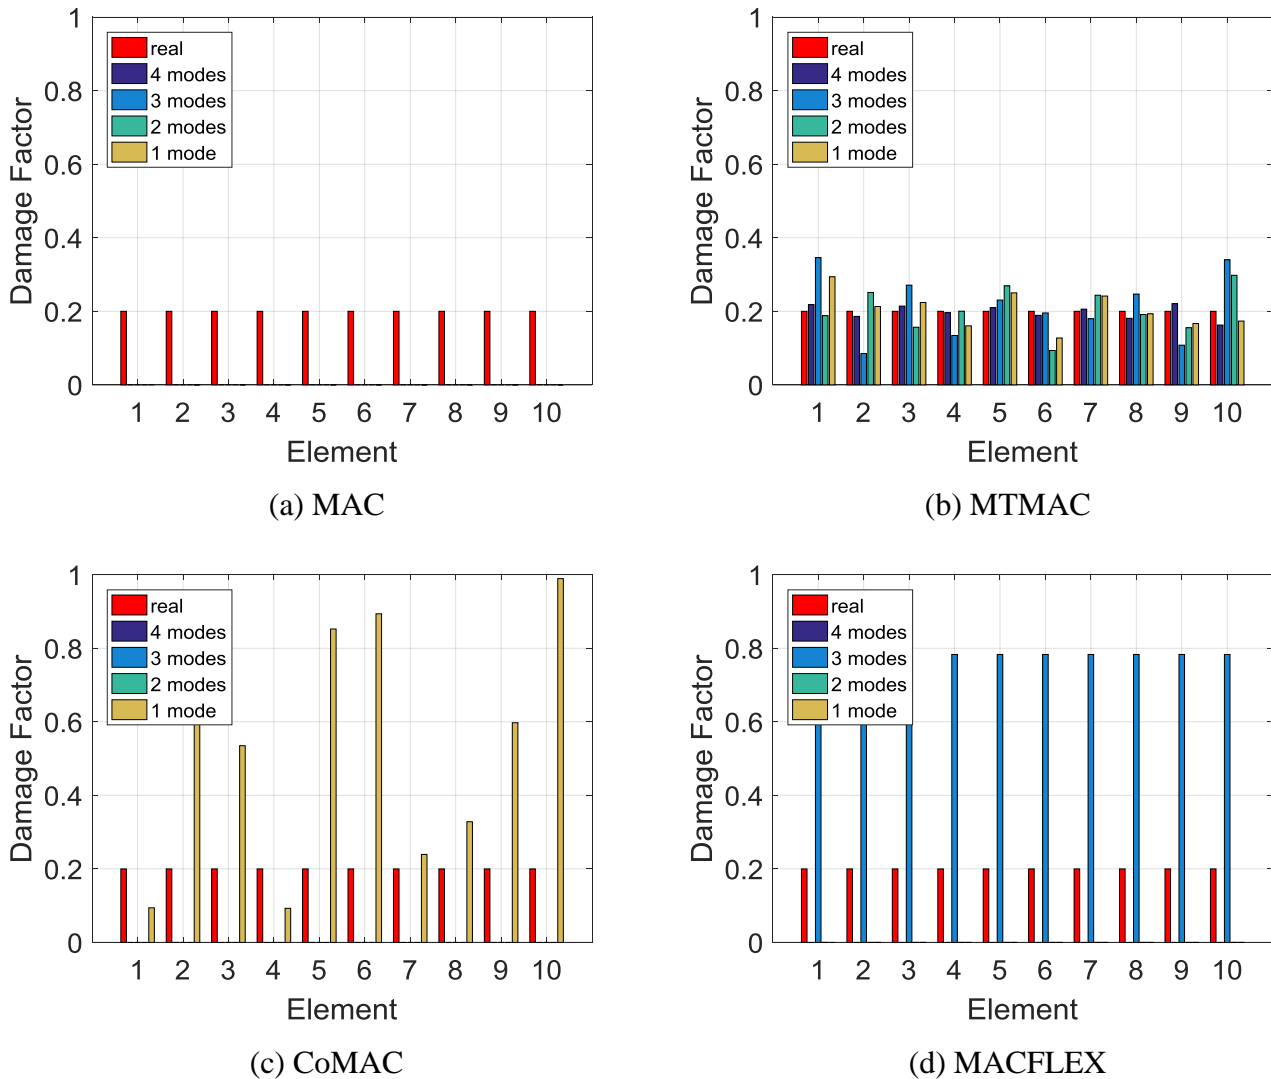 1
0.8
0.6
0.4
0.2
0
Damage Factor
real
4 modes
3 modes
2 modes
1 mode
1 2 3 4 5 6 7 8 9 10
Element
(a) MAC
1
0.8
0.6
0.4
0.2
0
Damage Factor
real
4 modes
3 modes
2 modes
1 mode
1 2 3 4 5 6 7 8 9 10
Element
(b) MTMAC
1
0.8
0.6
0.4
0.2
0
Damage Factor
real
4 modes
3 modes
2 modes
1 mode
1 2 3 4 5 6 7 8 9 10
Element
(c) CoMAC
1
0.8
0.6
0.4
0.2
0
Damage Factor
real
4 modes
3 modes
2 modes
1 mode
1 2 3 4 5 6 7 8 9 10
Element
(d) MACFLEX